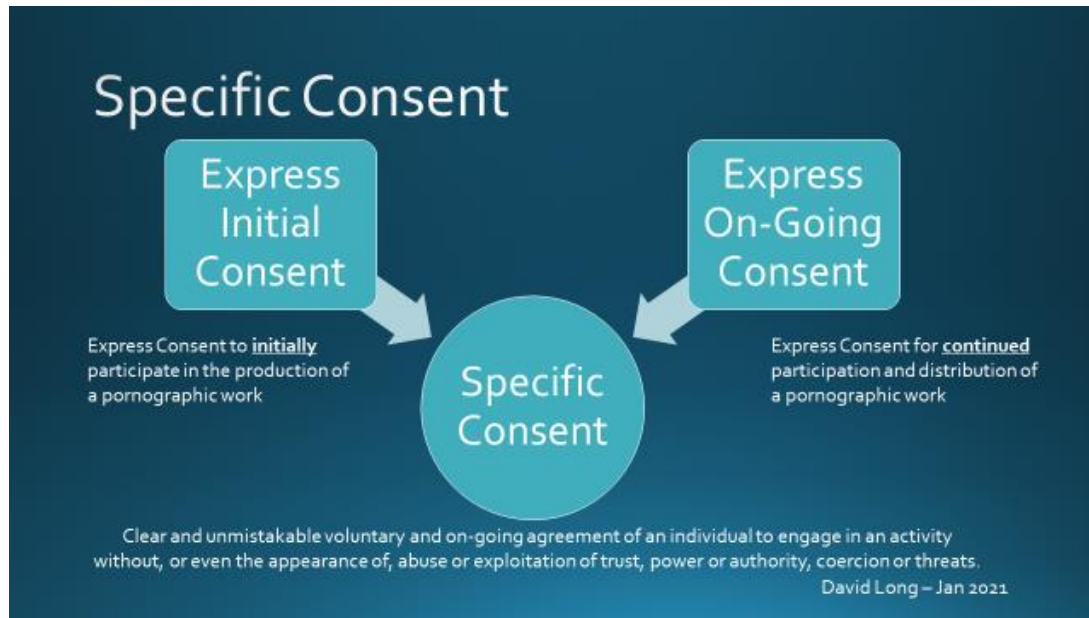 Specific Consent
Express
Initial
Consent
Express
On-Going
Consent
Express Consent to initially
participate in the production of
a pornographic work
Express Consent for continued
participation and distribution of
a pornographic work
Specific
Consent
Clear and unmistakable voluntary and on-going agreement of an individual to engage in an activity
without, or even the appearance of, abuse or exploitation of trust, power or authority, coercion or threats.
David Long – Jan 2021